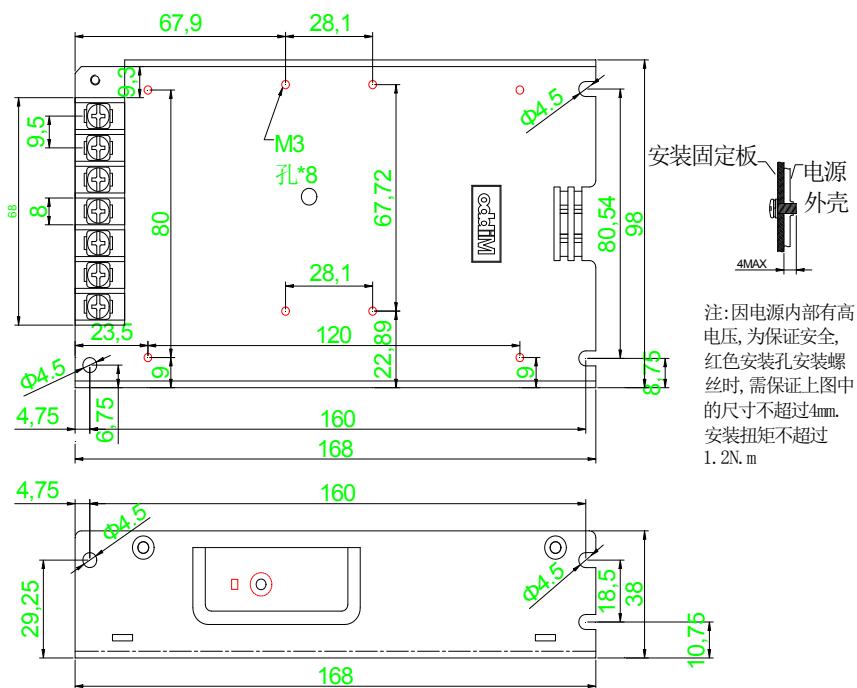 67,9
28,1
9,3
Φ4.5
M3
孔*8
9,5
68
8
80
67,72
80,54
98
Mippo
28,1
23,5
120
22,89
9
9
8,75
Φ4.5
6,75
4,75
160
168
安装固定板
电源
外壳
4MAX
注:因电源内部有高
电压,为保证安全,
红色安装孔安装螺
丝时,需保证上图中
的尺寸不超过4mm.
安装扭矩不超过
1.2N.m
4,75
160
Φ4.5
Φ4.5
29,25
18,5
38
10,75
168